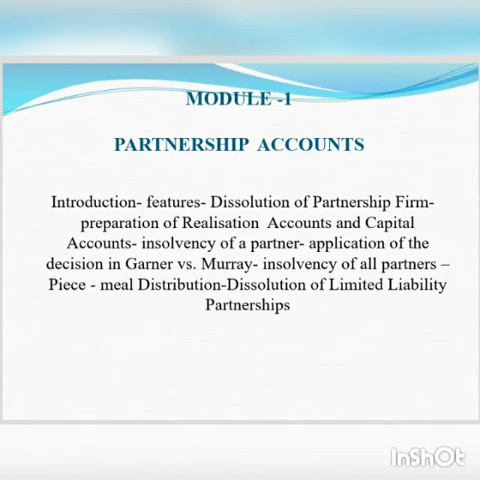 MODULE -1
PARTNERSHIP ACCOUNTS
Introduction- features- Dissolution of Partnership Firm-
preparation of Realisation Accounts and Capital
Accounts- insolvency of a partner- application of the
decision in Garner vs. Murray- insolvency of all partners –
Piece - meal Distribution-Dissolution of Limited Liability
Partnerships
InShOt